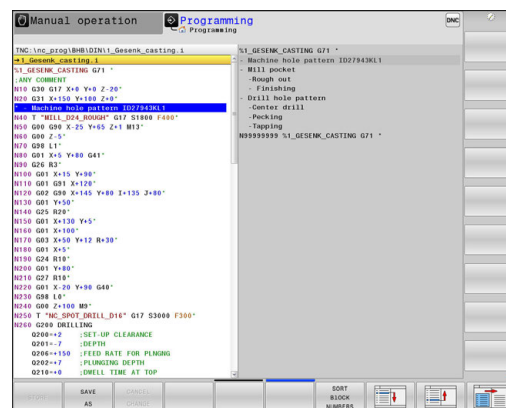 Manual operation
Programming
Programming
DNC
TNC:\nc_prog\BHB\DIN\1_Gesenk_casting.i
→1_Gesenk_casting.i
%1_GESENK_CASTING G71 *
;ANY COMMENT
N10 G30 G17 X+0 Y+0 Z-20*
N20 G31 X+150 Y+100 Z+0*
* - Machine hole pattern ID27943KL1
N40 T "MILL_D24_ROUGH" G17 S1800 F400*
N50 G00 G90 X-25 Y+65 Z+1 M13*
N60 G00 Z-5*
N70 G98 L1*
N80 G01 X+5 Y+80 G41*
N90 G26 R3*
N100 G01 X+15 Y+90*
N110 G01 G91 X+120*
N120 G02 G90 X+145 Y+80 I+135 J+80*
N130 G01 Y+50*
N140 G25 R20*
N150 G01 X+130 Y+5*
N160 G01 X+100*
N170 G03 X+50 Y+12 R+30*
N180 G01 X+5*
N190 G24 R10*
N200 G01 Y+80*
N210 G27 R10*
N220 G01 X-20 Y+90 G40*
N230 G98 L0*
N240 G00 Z+100 M9*
N250 T "NC_SPOT_DRILL_D16" G17 S3000 F300*
N260 G200 DRILLING
Q200=+2 ;SET-UP CLEARANCE
Q201=-7 ;DEPTH
Q206=+150 ;FEED RATE FOR PLNGNG
Q202=+7 ;PLUNGING DEPTH
Q210=+0 ;DWELL TIME AT TOP
%1_GESENK_CASTING G71 *
- Machine hole pattern ID27943KL1
- Mill pocket
- Rough out
- Finishing
- Drill hole pattern
-Center drill
-Pecking
-Tapping
N99999999 %1_GESENK_CASTING G71 *
STORE
SAVE
AS
CANCEL
CHANGE
SORT
BLOCK
NUMBERS